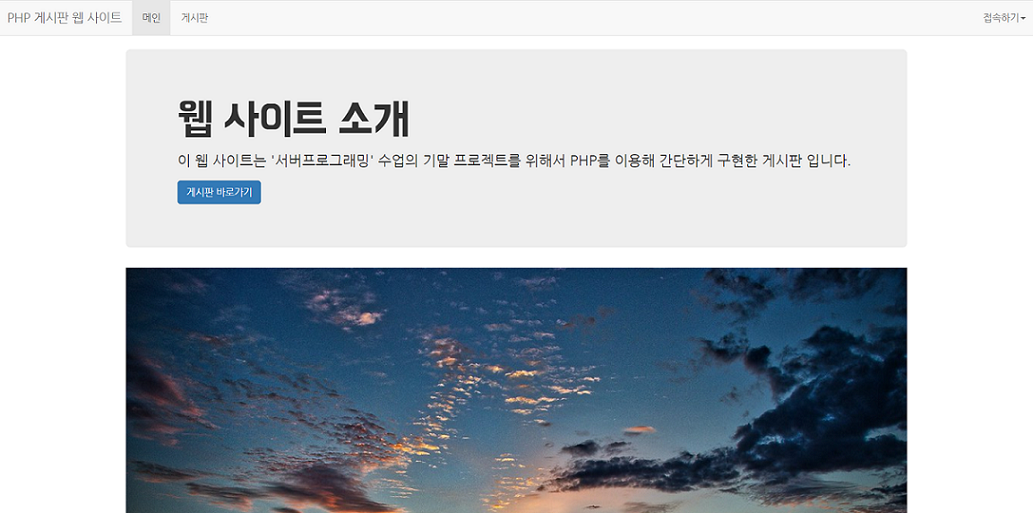 PHP 게시판 웹 사이트 메인 게시판 접속하기
웹 사이트 소개
이 웹 사이트는 '서버프로그래밍' 수업의 기말 프로젝트를 위해서 PHP를 이용해 간단하게 구현한 게시판 입니다.
게시판 바로가기